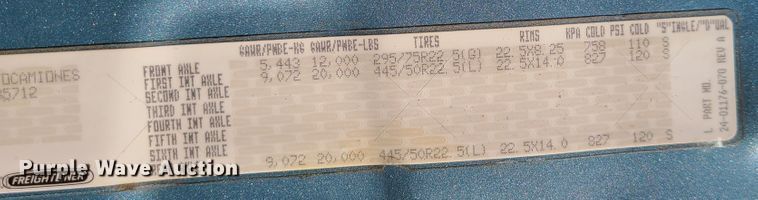 GAWR/PNBE-KG GAWR/PNBE-LBS TIRES RIMS KPA COLD PSI COLD "S"INGLE/"D"UAL
FRONT AXLE 5,443 12,000 295/75R22.5(G) 22.5X8.25 758 110 S
FIRST INT AXLE 9,072 20,000 445/50R22.5(L) 22.5X14.0 827 120 S
SECOND INT AXLE
THIRD INT AXLE
FOURTH INT AXLE
FIFTH INT AXLE
SIXTH INT AXLE
9,072 20,000 445/50R22.5(L) 22.5X14.0 827 120 S
OCAMIONES
5712
L PART NO.
24-01176-070 REV A
Purple Wave Auction
FREIGHTLINER